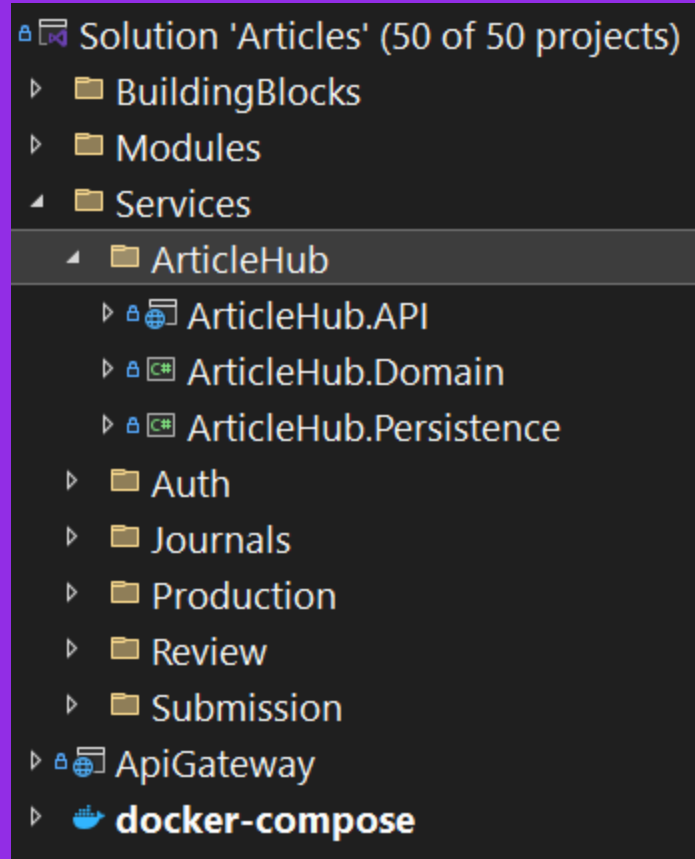 Solution 'Articles' (50 of 50 projects)
BuildingBlocks
Modules
Services
ArticleHub
ArticleHub.API
C# ArticleHub.Domain
C# ArticleHub.Persistence
Auth
Journals
Production
Review
Submission
ApiGateway
docker-compose